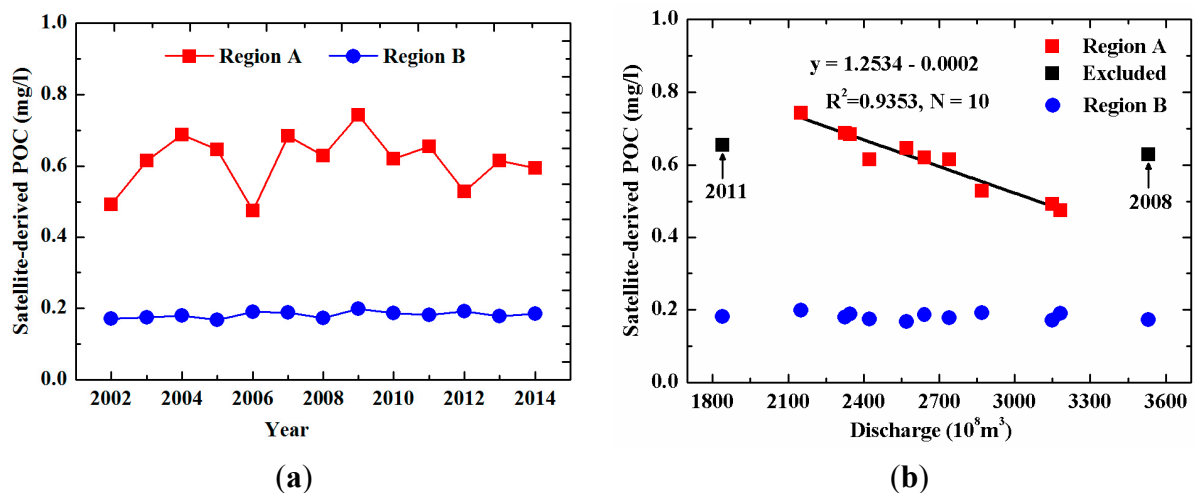 1.0
0.8
0.6
0.4
0.2
0.0
Satellite-derived POC (mg/l)
Region A
Region B
2002 2004 2006 2008 2010 2012 2014
Year
(a)
1.0
0.8
0.6
0.4
0.2
0.0
Satellite-derived POC (mg/l)
y = 1.2534 - 0.0002
R²=0.9353, N = 10
Region A
Excluded
Region B
2011
2008
1800 2100 2400 2700 3000 3300 3600
Discharge (10⁸m³)
(b)